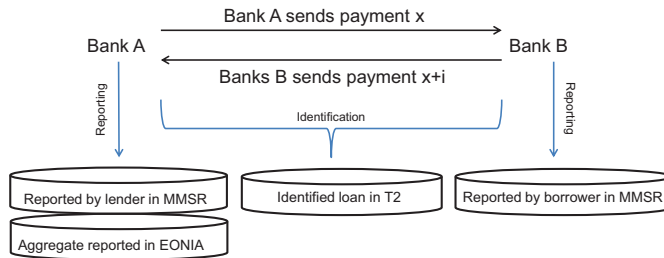 Bank A sends payment x
Bank A
Bank B
Banks B sends payment x+i
Reporting
Identification
Reporting
Reported by lender in MMSR
Identified loan in T2
Reported by borrower in MMSR
Aggregate reported in EONIA